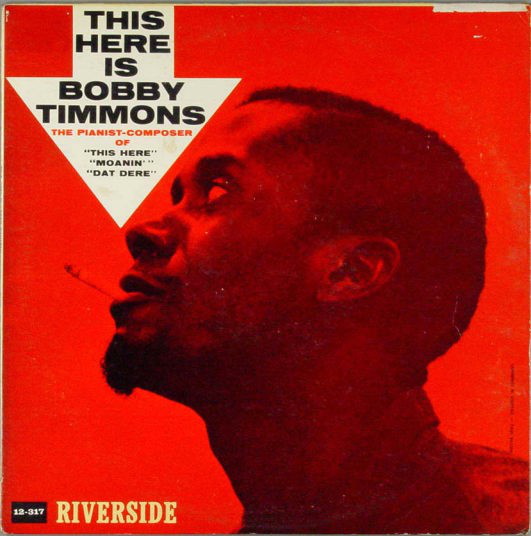 THIS
HERE
IS
BOBBY
TIMMONS
THE PIANIST-COMPOSER
OF
"THIS HERE"
"MOANIN'"
"DAT DERE"
12-317 RIVERSIDE